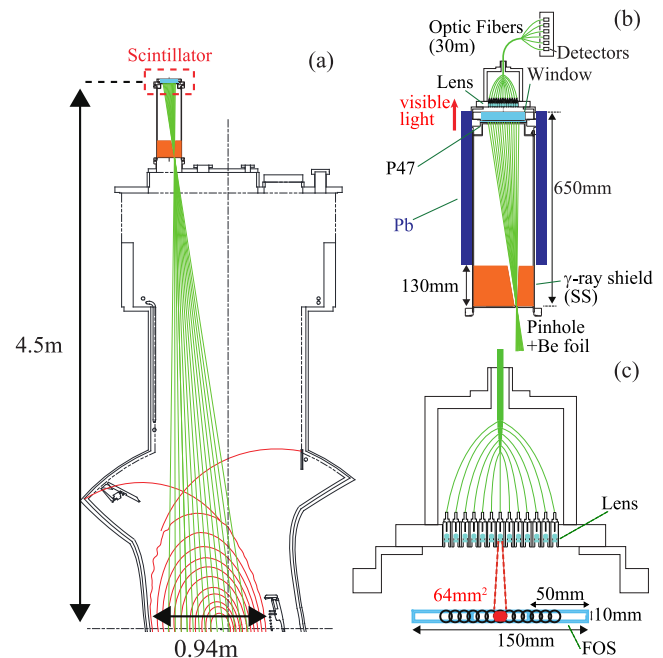 Scintillator
(a)
4.5m
0.94m
(b)
Optic Fibers
(30m)
Detectors
Lens
Window
visible
light
P47
650mm
Pb
130mm
γ-ray shield
(SS)
Pinhole
+Be foil
(c)
Lens
64mm²
50mm
10mm
150mm
FOS